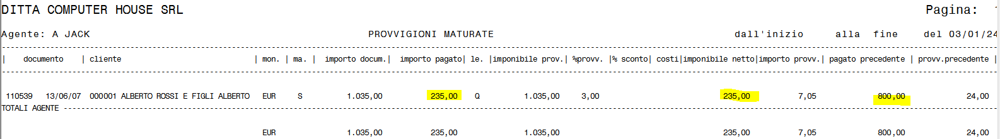 DITTA COMPUTER HOUSE SRL Pagina:
Agente: A JACK PROVVIGIONI MATURATE dall'inizio alla fine del 03/01/24
| documento | cliente | mon. | ma. | importo docum.| importo pagato| le. |imponibile prov.| %provv. |% sconto| costi|imponibile netto|importo provv.| pagato precedente | provv.precedente |
110539 13/06/07 000001 ALBERTO ROSSI E FIGLI ALBERTO EUR S 1.035,00 235,00 Q 1.035,00 3,00 235,00 7,05 800,00 24,00
TOTALI AGENTE
EUR 1.035,00 235,00 1.035,00 235,00 7,05 800,00 24,00